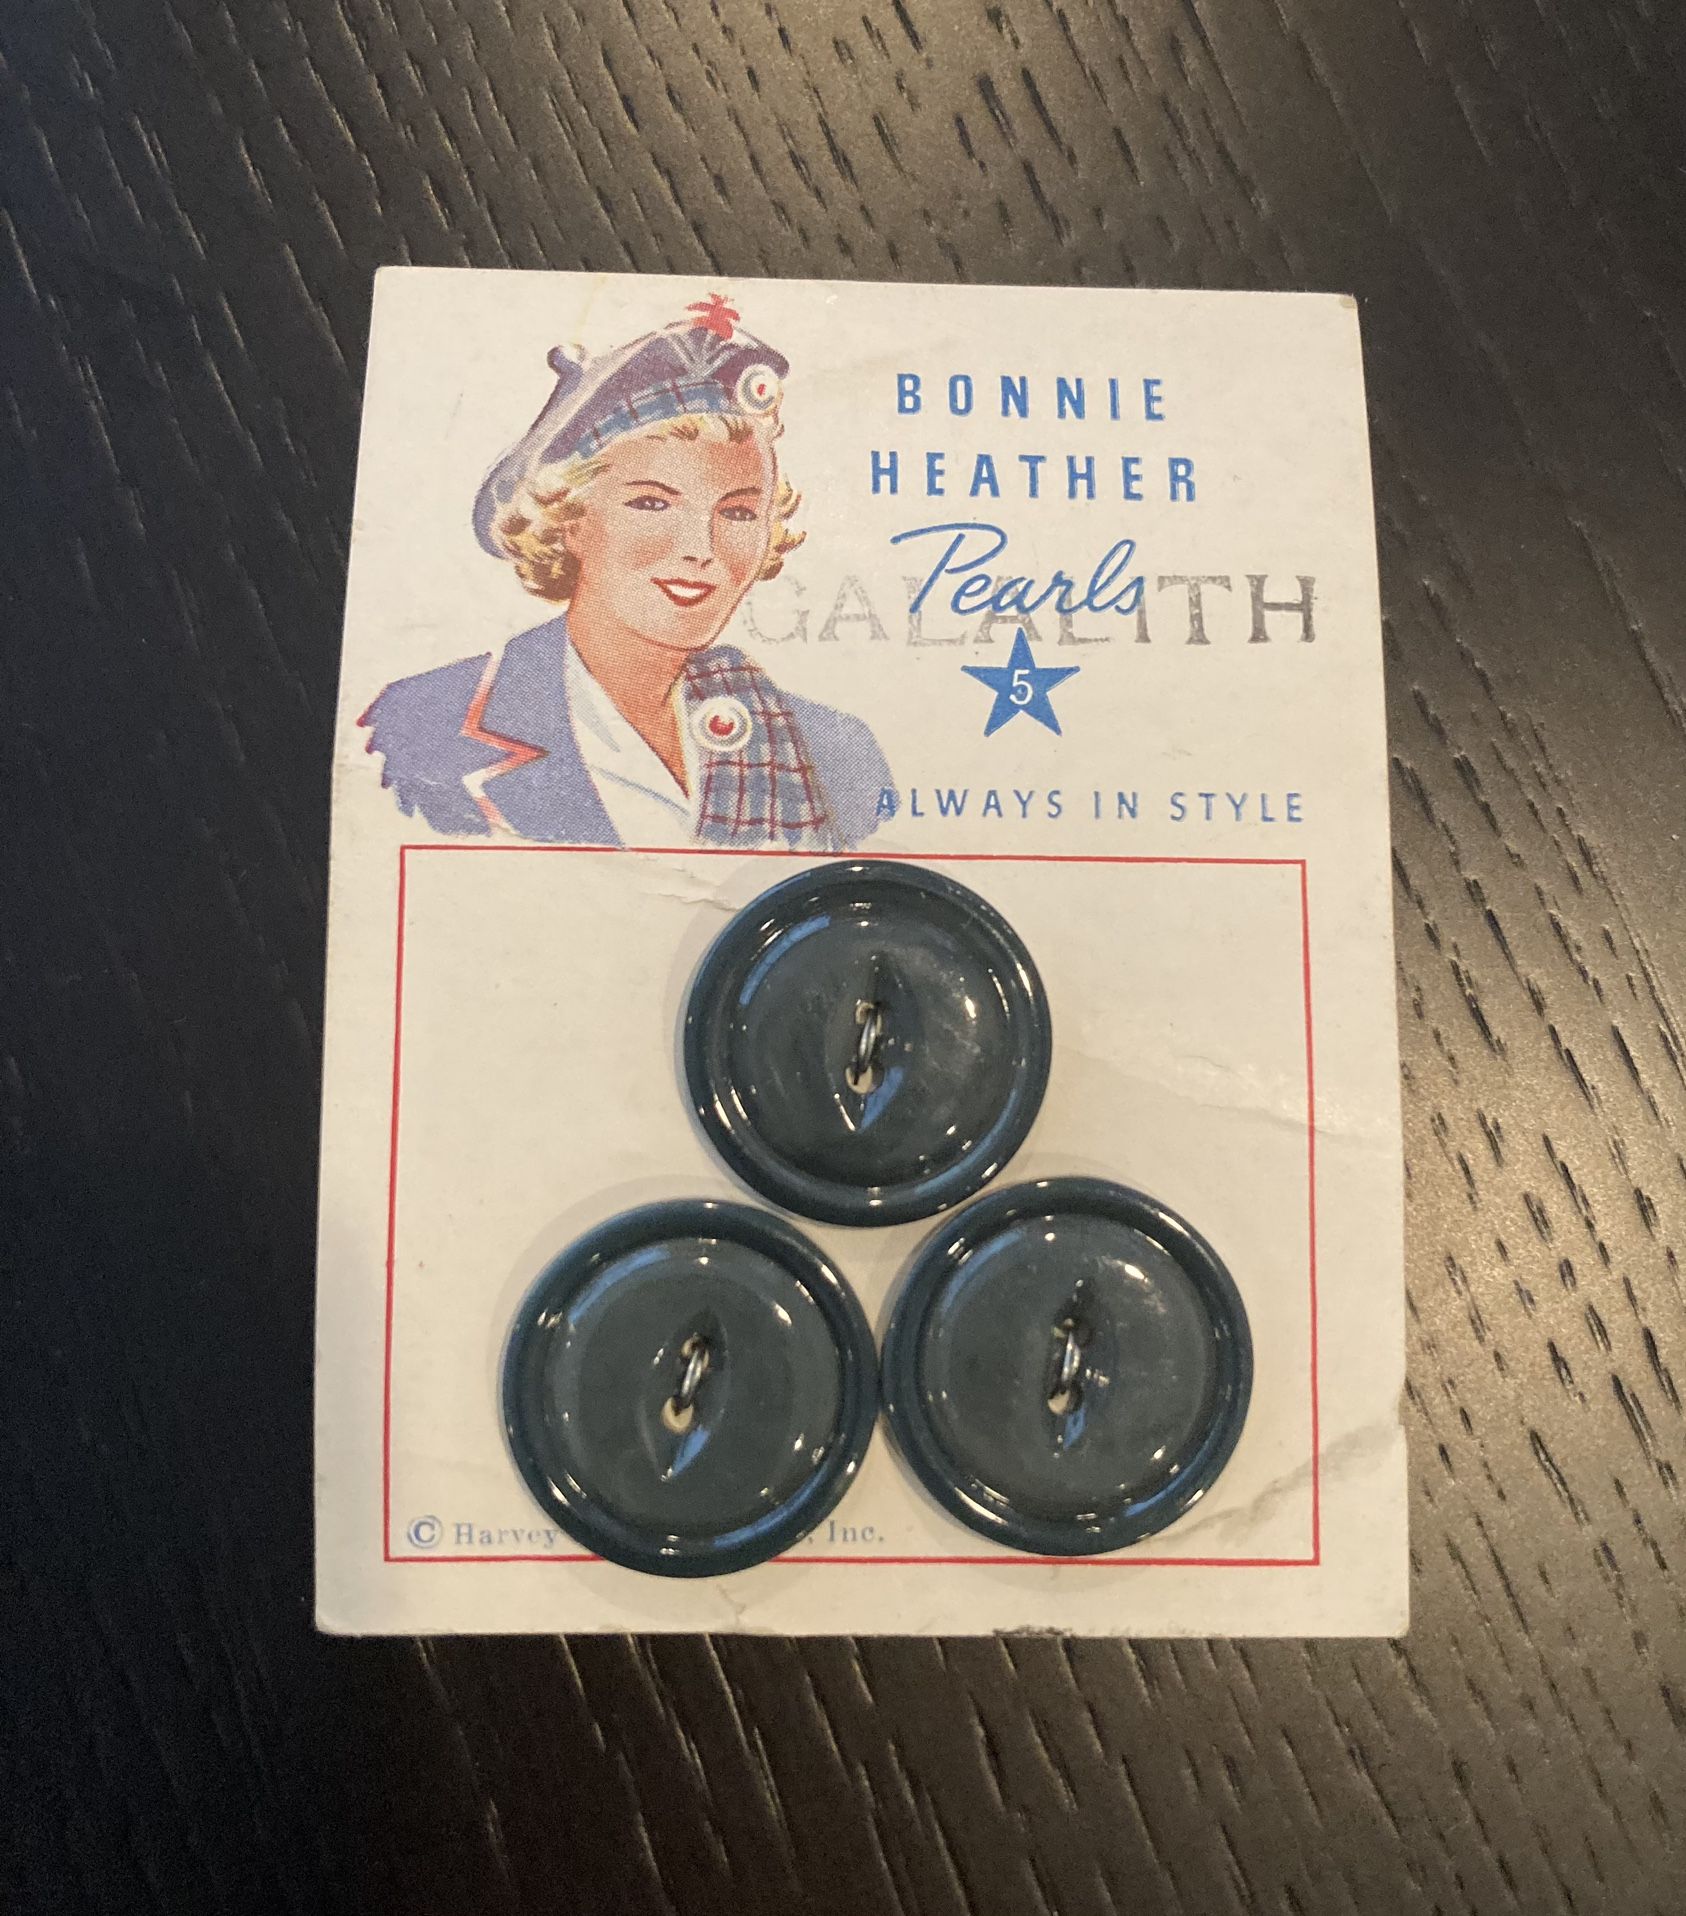 BONNIE
HEATHER
Pearls
GALALITH
5
ALWAYS IN STYLE
© Harvey Inc.